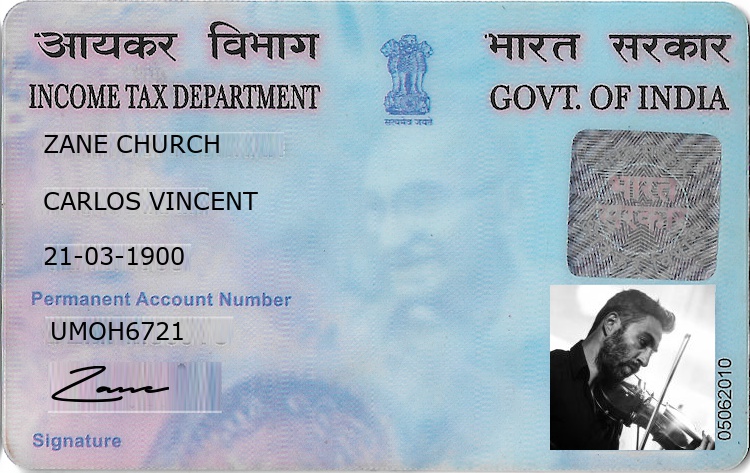 आयकर विभाग
भारत सरकार
INCOME TAX DEPARTMENT
GOVT. OF INDIA
सत्यमेव जयते
ZANE CHURCH
CARLOS VINCENT
21-03-1900
भारत
सरकार
Permanent Account Number
UMOH6721
Zane
Signature
05062010